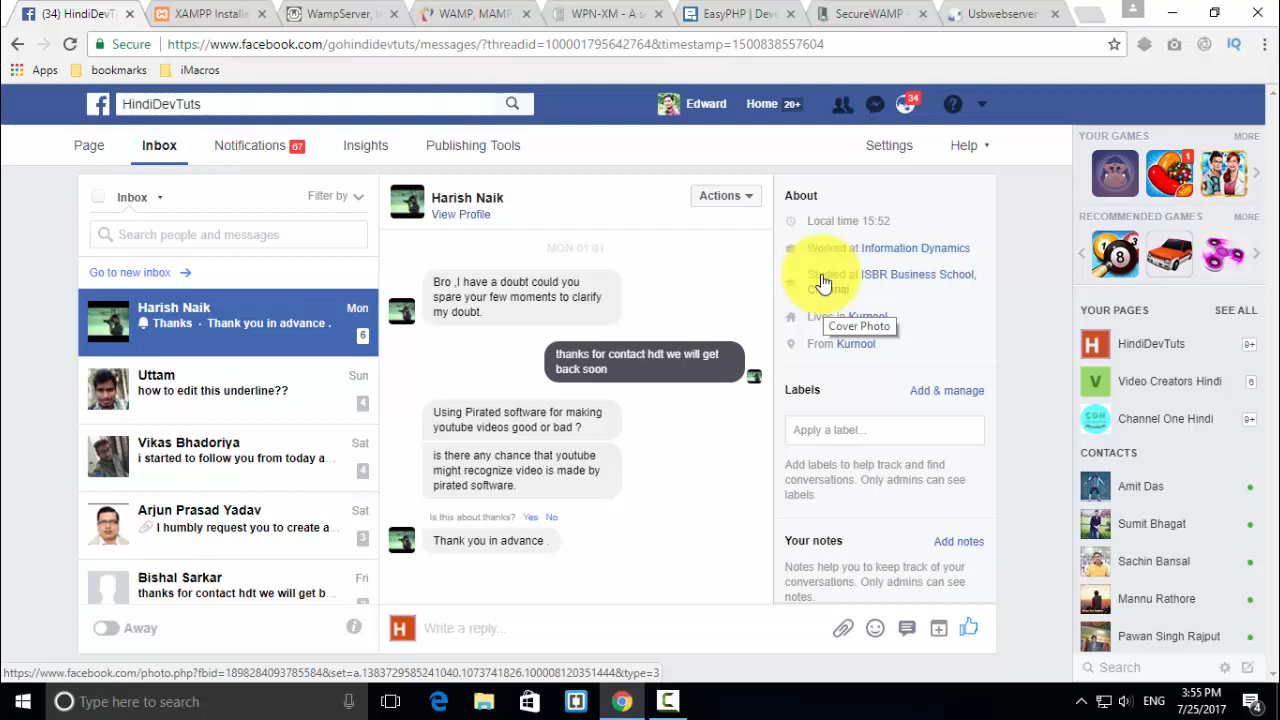 (34) HindiDevT
XAMPP Installe
WampServer, l
WAMP, MAMP
WPN-XM - A s
EasyPHP | Dev
SecureWAMP
Usbwebserver
Secure
https://www.facebook.com/gohindidevtuts/messages/?threadid=100001795642764&timestamp=1500838557604
Apps
bookmarks
iMacros
HindiDevTuts
Edward
Home 20+
34
Page
Inbox
Notifications 67
Insights
Publishing Tools
Settings
Help
Inbox
Filter by
Search people and messages
Go to new inbox
Harish Naik
Mon
Thanks · Thank you in advance .
6
Uttam
Sun
how to edit this underline??
4
Vikas Bhadoriya
Sat
i started to follow you from today a...
4
Arjun Prasad Yadav
Sat
I humbly request you to create a...
3
Bishal Sarkar
Fri
thanks for contact hdt we will get b...
Away
Harish Naik
View Profile
Actions
MON 01:01
Bro ,I have a doubt could you
spare your few moments to clarify
my doubt.
thanks for contact hdt we will get
back soon
Using Pirated software for making
youtube videos good or bad ?
is there any chance that youtube
might recognize video is made by
pirated software.
Is this about thanks? Yes No
Thank you in advance .
H
Write a reply...
About
Local time 15:52
Worked at Information Dynamics
Studied at ISBR Business School,
Chennai
Lives in Kurnool
Cover Photo
From Kurnool
Labels
Add & manage
Apply a label...
Add labels to help track and find
conversations. Only admins can see
labels.
Your notes
Add notes
Notes help you to keep track of your
conversations. Only admins can see
notes.
YOUR GAMES
MORE
1
RECOMMENDED GAMES
MORE
8
YOUR PAGES
SEE ALL
H
HindiDevTuts
9+
V
Video Creators Hindi
6
Channel One Hindi
9+
CONTACTS
Amit Das
Sumit Bhagat
Sachin Bansal
Mannu Rathore
Pawan Singh Rajput
Search
https://www.facebook.com/photo.php?fbid=1898284093785584&set=a.1383729585241040.1073741826.100008120351444&type=3
Type here to search
ENG
3:55 PM
7/25/2017
4